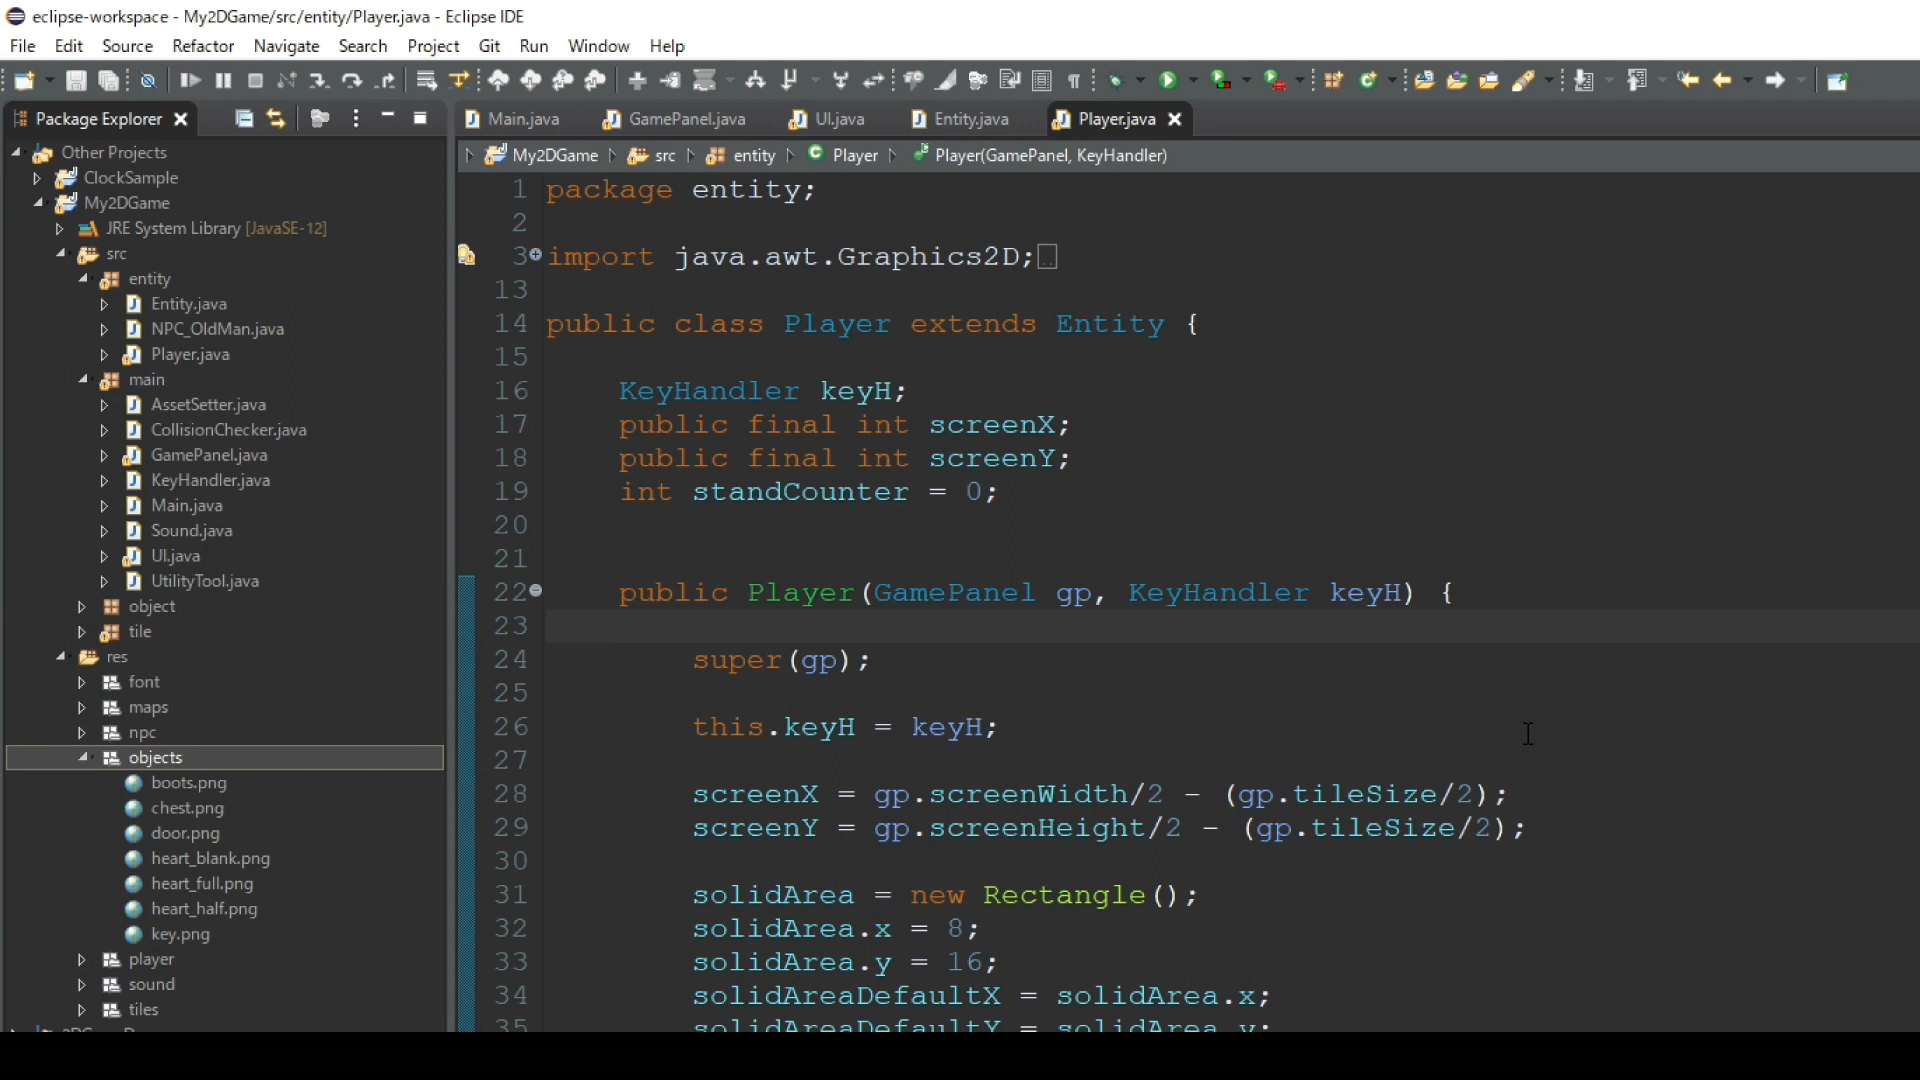 eclipse-workspace - My2DGame/src/entity/Player.java - Eclipse IDE
File Edit Source Refactor Navigate Search Project Git Run Window Help
Package Explorer
Other Projects
ClockSample
My2DGame
JRE System Library [JavaSE-12]
src
entity
Entity.java
NPC_OldMan.java
Player.java
main
AssetSetter.java
CollisionChecker.java
GamePanel.java
KeyHandler.java
Main.java
Sound.java
UI.java
UtilityTool.java
object
tile
res
font
maps
npc
objects
boots.png
chest.png
door.png
heart_blank.png
heart_full.png
heart_half.png
key.png
player
sound
tiles
Main.java GamePanel.java UI.java Entity.java Player.java
My2DGame src entity Player Player(GamePanel, KeyHandler)
1 package entity;
2
3 import java.awt.Graphics2D;
13
14 public class Player extends Entity {
15
16 KeyHandler keyH;
17 public final int screenX;
18 public final int screenY;
19 int standCounter = 0;
20
21
22 public Player(GamePanel gp, KeyHandler keyH) {
23
24 super(gp);
25
26 this.keyH = keyH;
27
28 screenX = gp.screenWidth/2 - (gp.tileSize/2);
29 screenY = gp.screenHeight/2 - (gp.tileSize/2);
30
31 solidArea = new Rectangle();
32 solidArea.x = 8;
33 solidArea.y = 16;
34 solidAreaDefaultX = solidArea.x;
35 solidAreaDefaultY = solidArea.y;